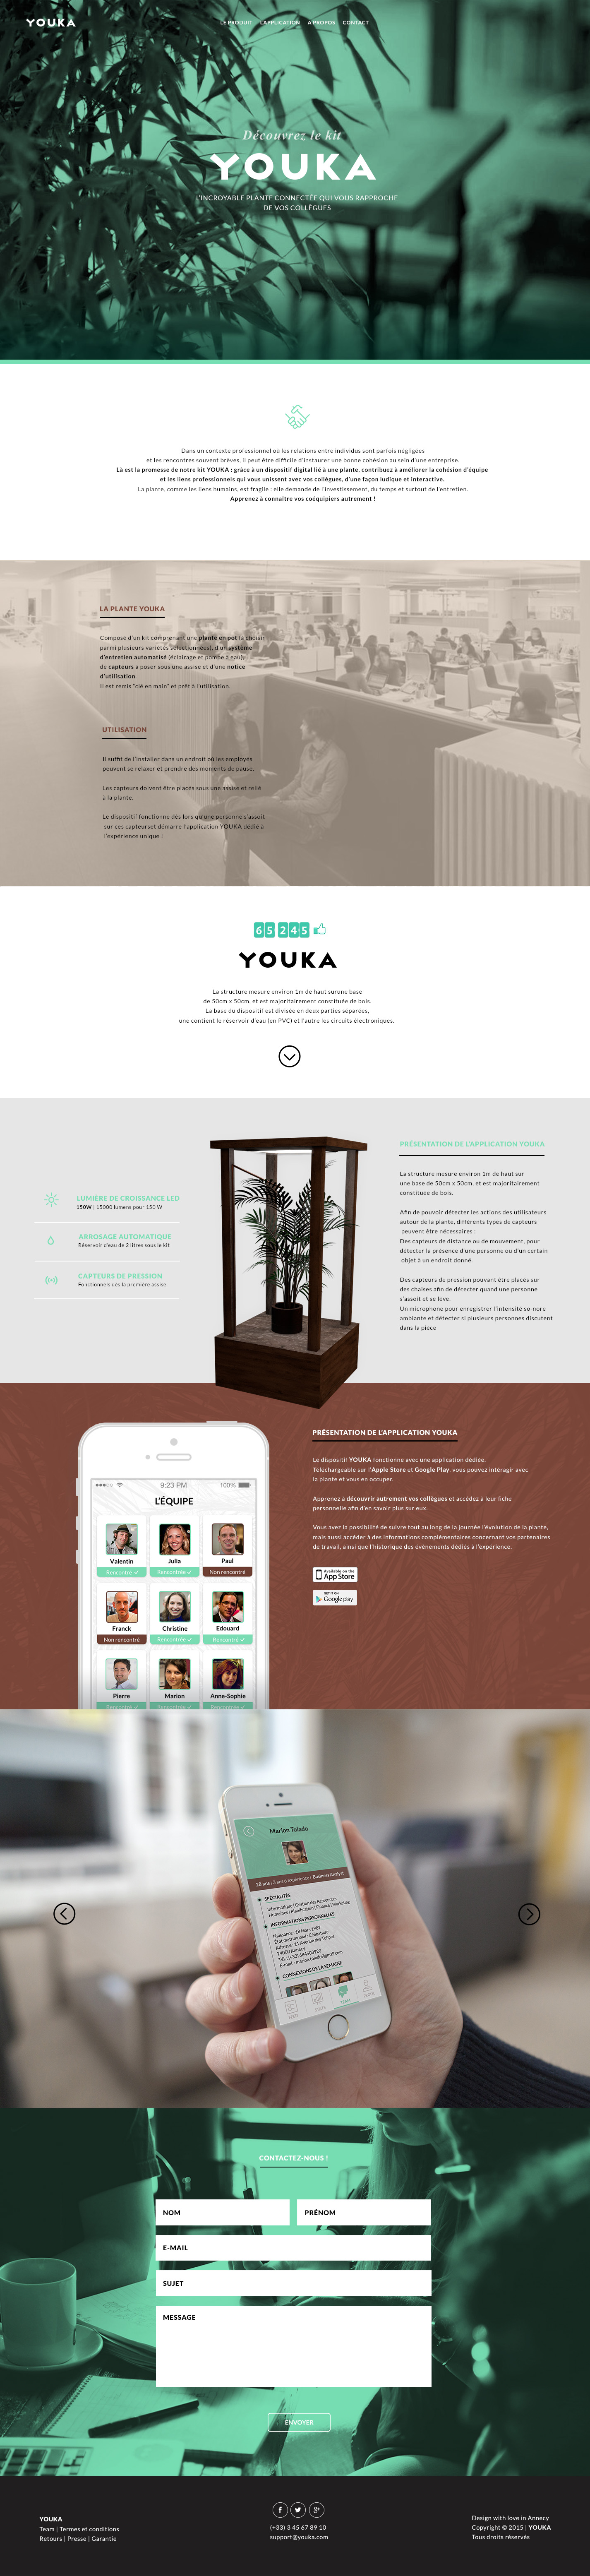 YOUKA
LE PRODUIT L'APPLICATION A PROPOS CONTACT
Découvrez le kit
YOUKA
L'INCROYABLE PLANTE CONNECTÉE QUI VOUS RAPPROCHE
DE VOS COLLÈGUES
Dans un contexte professionnel où les relations entre individus sont parfois négligées
et les rencontres souvent brèves, il peut être difficile d'instaurer une bonne cohésion au sein d'une entreprise.
Là est la promesse de notre kit YOUKA : grâce à un dispositif digital lié à une plante, contribuez à améliorer la cohésion d'équipe
et les liens professionnels qui vous unissent avec vos collègues, d'une façon ludique et interactive.
La plante, comme les liens humains, est fragile : elle demande de l'investissement, du temps et surtout de l'entretien.
Apprenez à connaitre vos coéquipiers autrement !
LA PLANTE YOUKA
Composé d'un kit comprenant une plante en pot (à choisir
parmi plusieurs variétés sélectionnées), d'un système
d'entretien automatisé (éclairage et pompe à eau),
de capteurs à poser sous une assise et d'une notice
d'utilisation.
Il est remis "clé en main" et prêt à l'utilisation.
UTILISATION
Il suffit de l'installer dans un endroit où les employés
peuvent se relaxer et prendre des moments de pause.
Les capteurs doivent être placés sous une assise et relié
à la plante.
Le dispositif fonctionne dès lors qu'une personne s'assoit
sur ces capteurset démarre l'application YOUKA dédié à
l'expérience unique !
65 245
YOUKA
La structure mesure environ 1m de haut surune base
de 50cm x 50cm, et est majoritairement constituée de bois.
La base du dispositif est divisée en deux parties séparées,
une contient le réservoir d'eau (en PVC) et l'autre les circuits électroniques.
LUMIÈRE DE CROISSANCE LED
150W | 15000 lumens pour 150 W
ARROSAGE AUTOMATIQUE
Réservoir d'eau de 2 litres sous le kit
CAPTEURS DE PRESSION
Fonctionnels dès la première assise
PRÉSENTATION DE L'APPLICATION YOUKA
La structure mesure environ 1m de haut sur
une base de 50cm x 50cm, et est majoritairement
constituée de bois.
Afin de pouvoir détecter les actions des utilisateurs
autour de la plante, différents types de capteurs
peuvent être nécessaires :
Des capteurs de distance ou de mouvement, pour
détecter la présence d'une personne ou d'un certain
objet à un endroit donné.
Des capteurs de pression pouvant être placés sur
des chaises afin de détecter quand une personne
s'assoit et se lève.
Un microphone pour enregistrer l'intensité so-nore
ambiante et détecter si plusieurs personnes discutent
dans la pièce
9:23 PM 100%
L'ÉQUIPE
Valentin Julia Paul
Rencontré Rencontrée Non rencontré
Franck Christine Edouard
Non rencontré Rencontrée Rencontré
Pierre Marion Anne-Sophie
PRÉSENTATION DE L'APPLICATION YOUKA
Le dispositif YOUKA fonctionne avec une application dédiée.
Téléchargeable sur l'Apple Store et Google Play, vous pouvez intéragir avec
la plante et vous en occuper.
Apprenez à découvrir autrement vos collègues et accédez à leur fiche
personnelle afin d'en savoir plus sur eux.
Vous avez la possibilité de suivre tout au long de la journée l'évolution de la plante,
mais aussi accéder à des informations complémentaires concernant vos partenaires
de travail, ainsi que l'historique des évènements dédiés à l'expérience.
Available on the
App Store
GET IT ON
Google play
Marion Tolado
28 ans | 3 ans d'expérience | Business Analyst
SPÉCIALITÉS
Informatique | Gestion des Ressources
Humaines | Planification | Finance | Marketing
INFORMATIONS PERSONNELLES
Naissance : 18 Mars 1987
État matrimonial : Célibataire
Adresse : 11 Avenue des Tulipes
74000 Annecy
E-mail : mariontolado@gmail.com
CONNEXIONS DE LA SEMAINE
CONTACTEZ-NOUS !
NOM PRÉNOM
E-MAIL
SUJET
MESSAGE
ENVOYER
YOUKA
Team | Termes et conditions
Retours | Presse | Garantie
(+33) 3 45 67 89 10
support@youka.com
Design with love in Annecy
Copyright © 2015 | YOUKA
Tous droits réservés